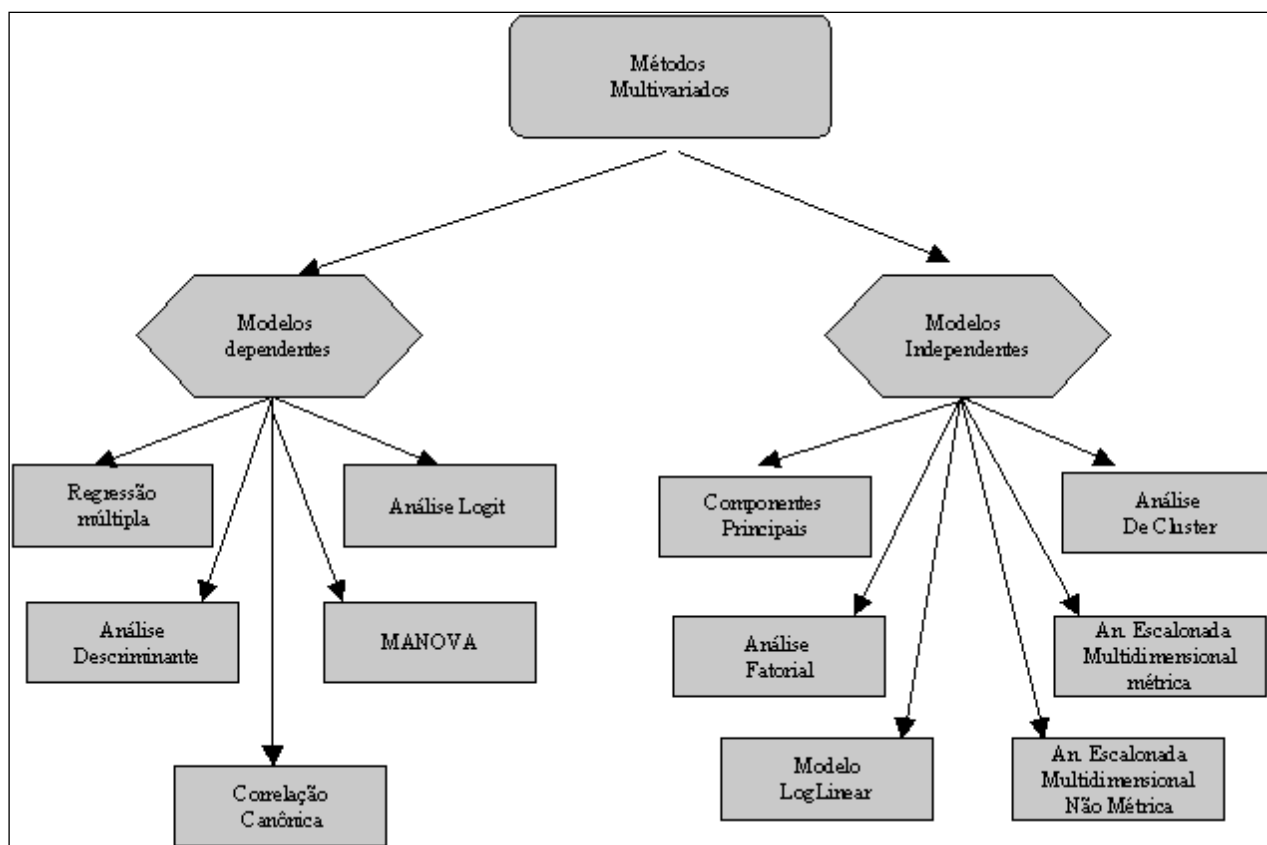 Métodos
Multivariados
Modelos
dependentes
Modelos
Independentes
Regressão
múltipla
Análise Logit
Componentes
Principais
Análise
De Cluster
Análise
Descriminante
MANOVA
Análise
Fatorial
An. Escalonada
Multidimensional
métrica
Correlação
Canônica
Modelo
LogLinear
An. Escalonada
Multidimensional
Não Métrica